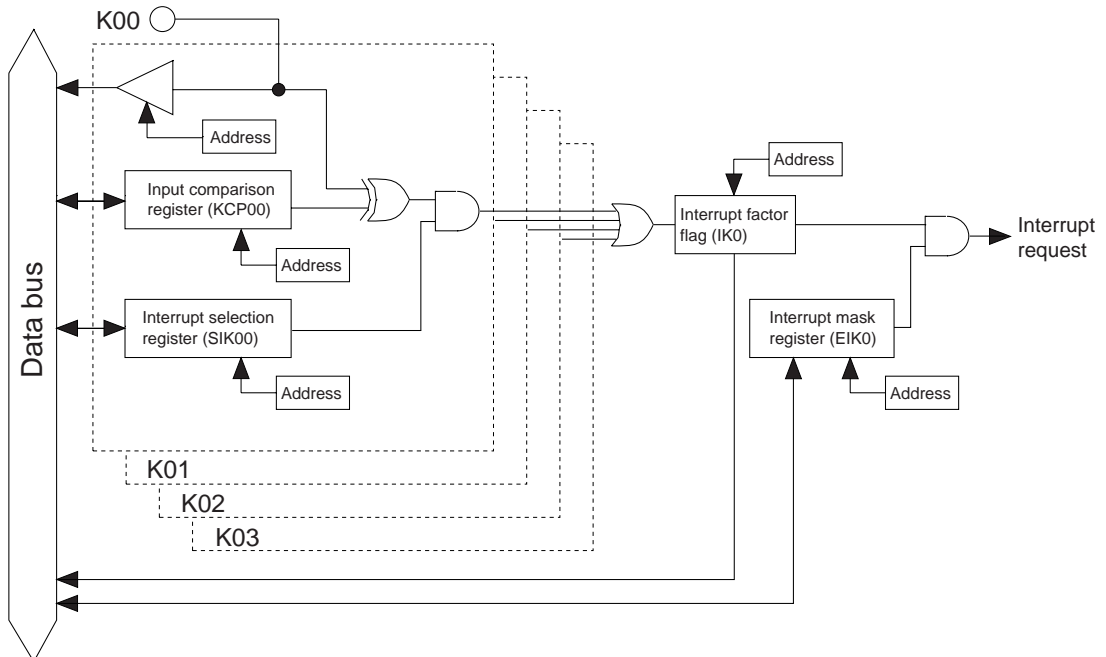 K00
Address
Input comparison
register (KCP00)
Address
Interrupt selection
register (SIK00)
Address
Data bus
K01
K02
K03
Address
Interrupt factor
flag (IK0)
Interrupt
request
Interrupt mask
register (EIK0)
Address